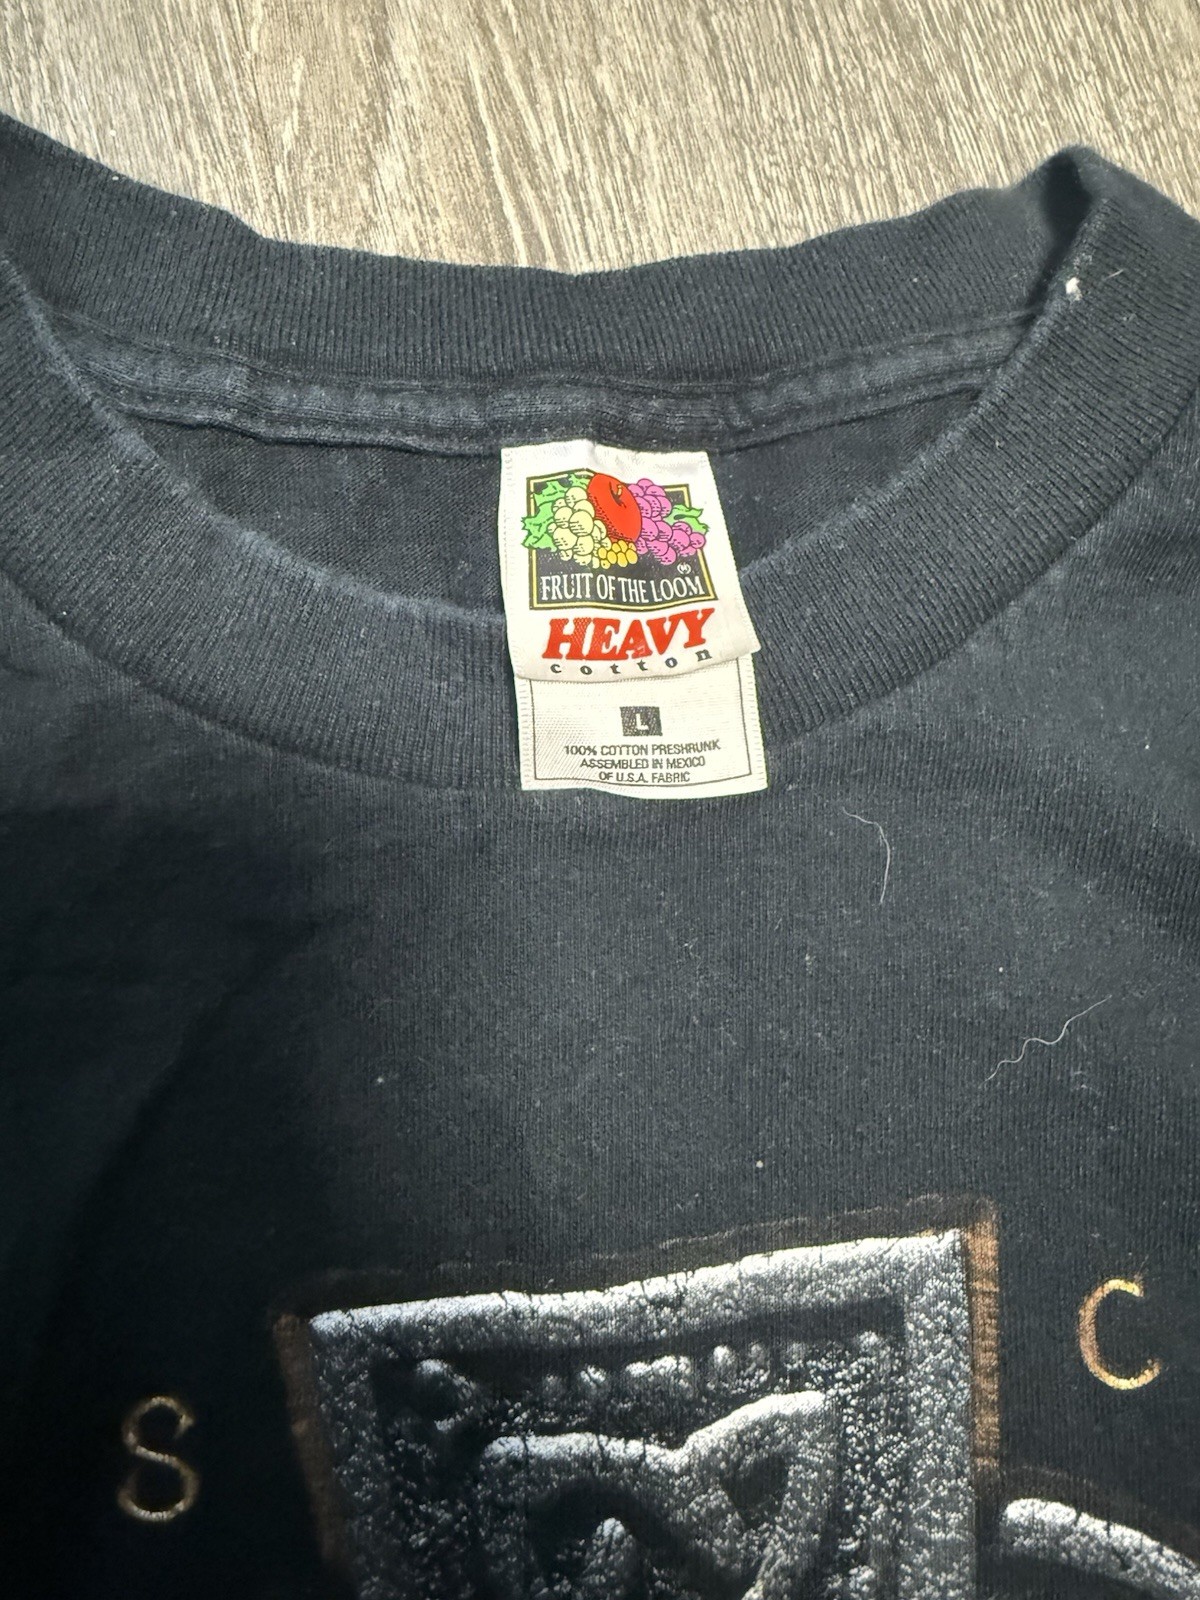 FRUIT OF THE LOOM ®
HEAVY
cotton
L
100% COTTON PRESHRUNK
ASSEMBLED IN MEXICO
OF U.S.A. FABRIC
S C